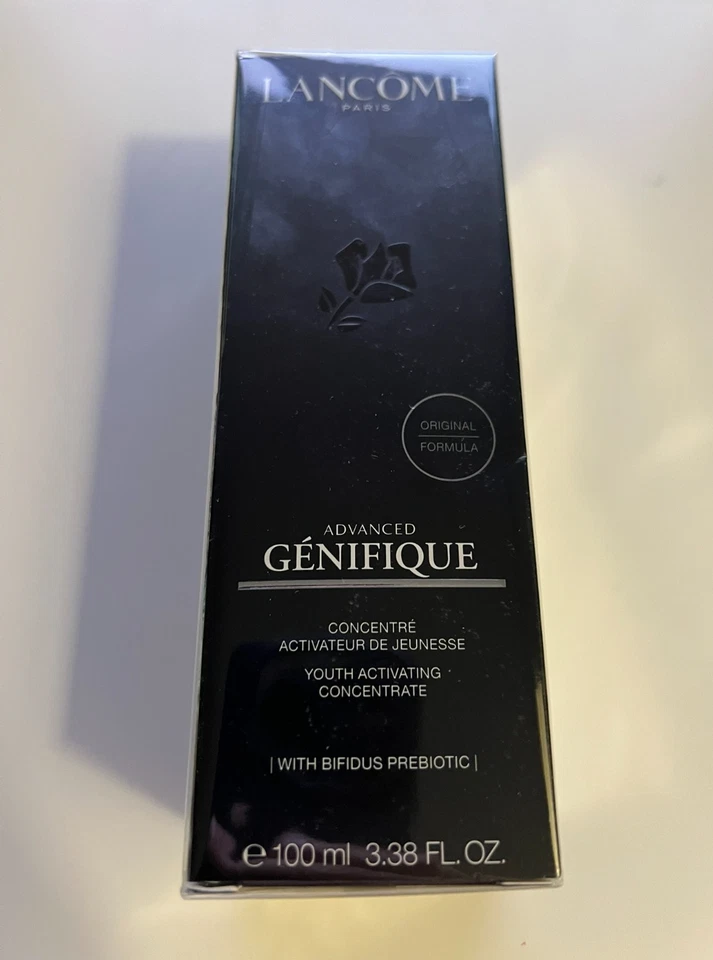 LANCÔME
PARIS
ORIGINAL
FORMULA
ADVANCED
GÉNIFIQUE
CONCENTRÉ
ACTIVATEUR DE JEUNESSE
YOUTH ACTIVATING
CONCENTRATE
| WITH BIFIDUS PREBIOTIC |
℮ 100 ml 3.38 FL. OZ.